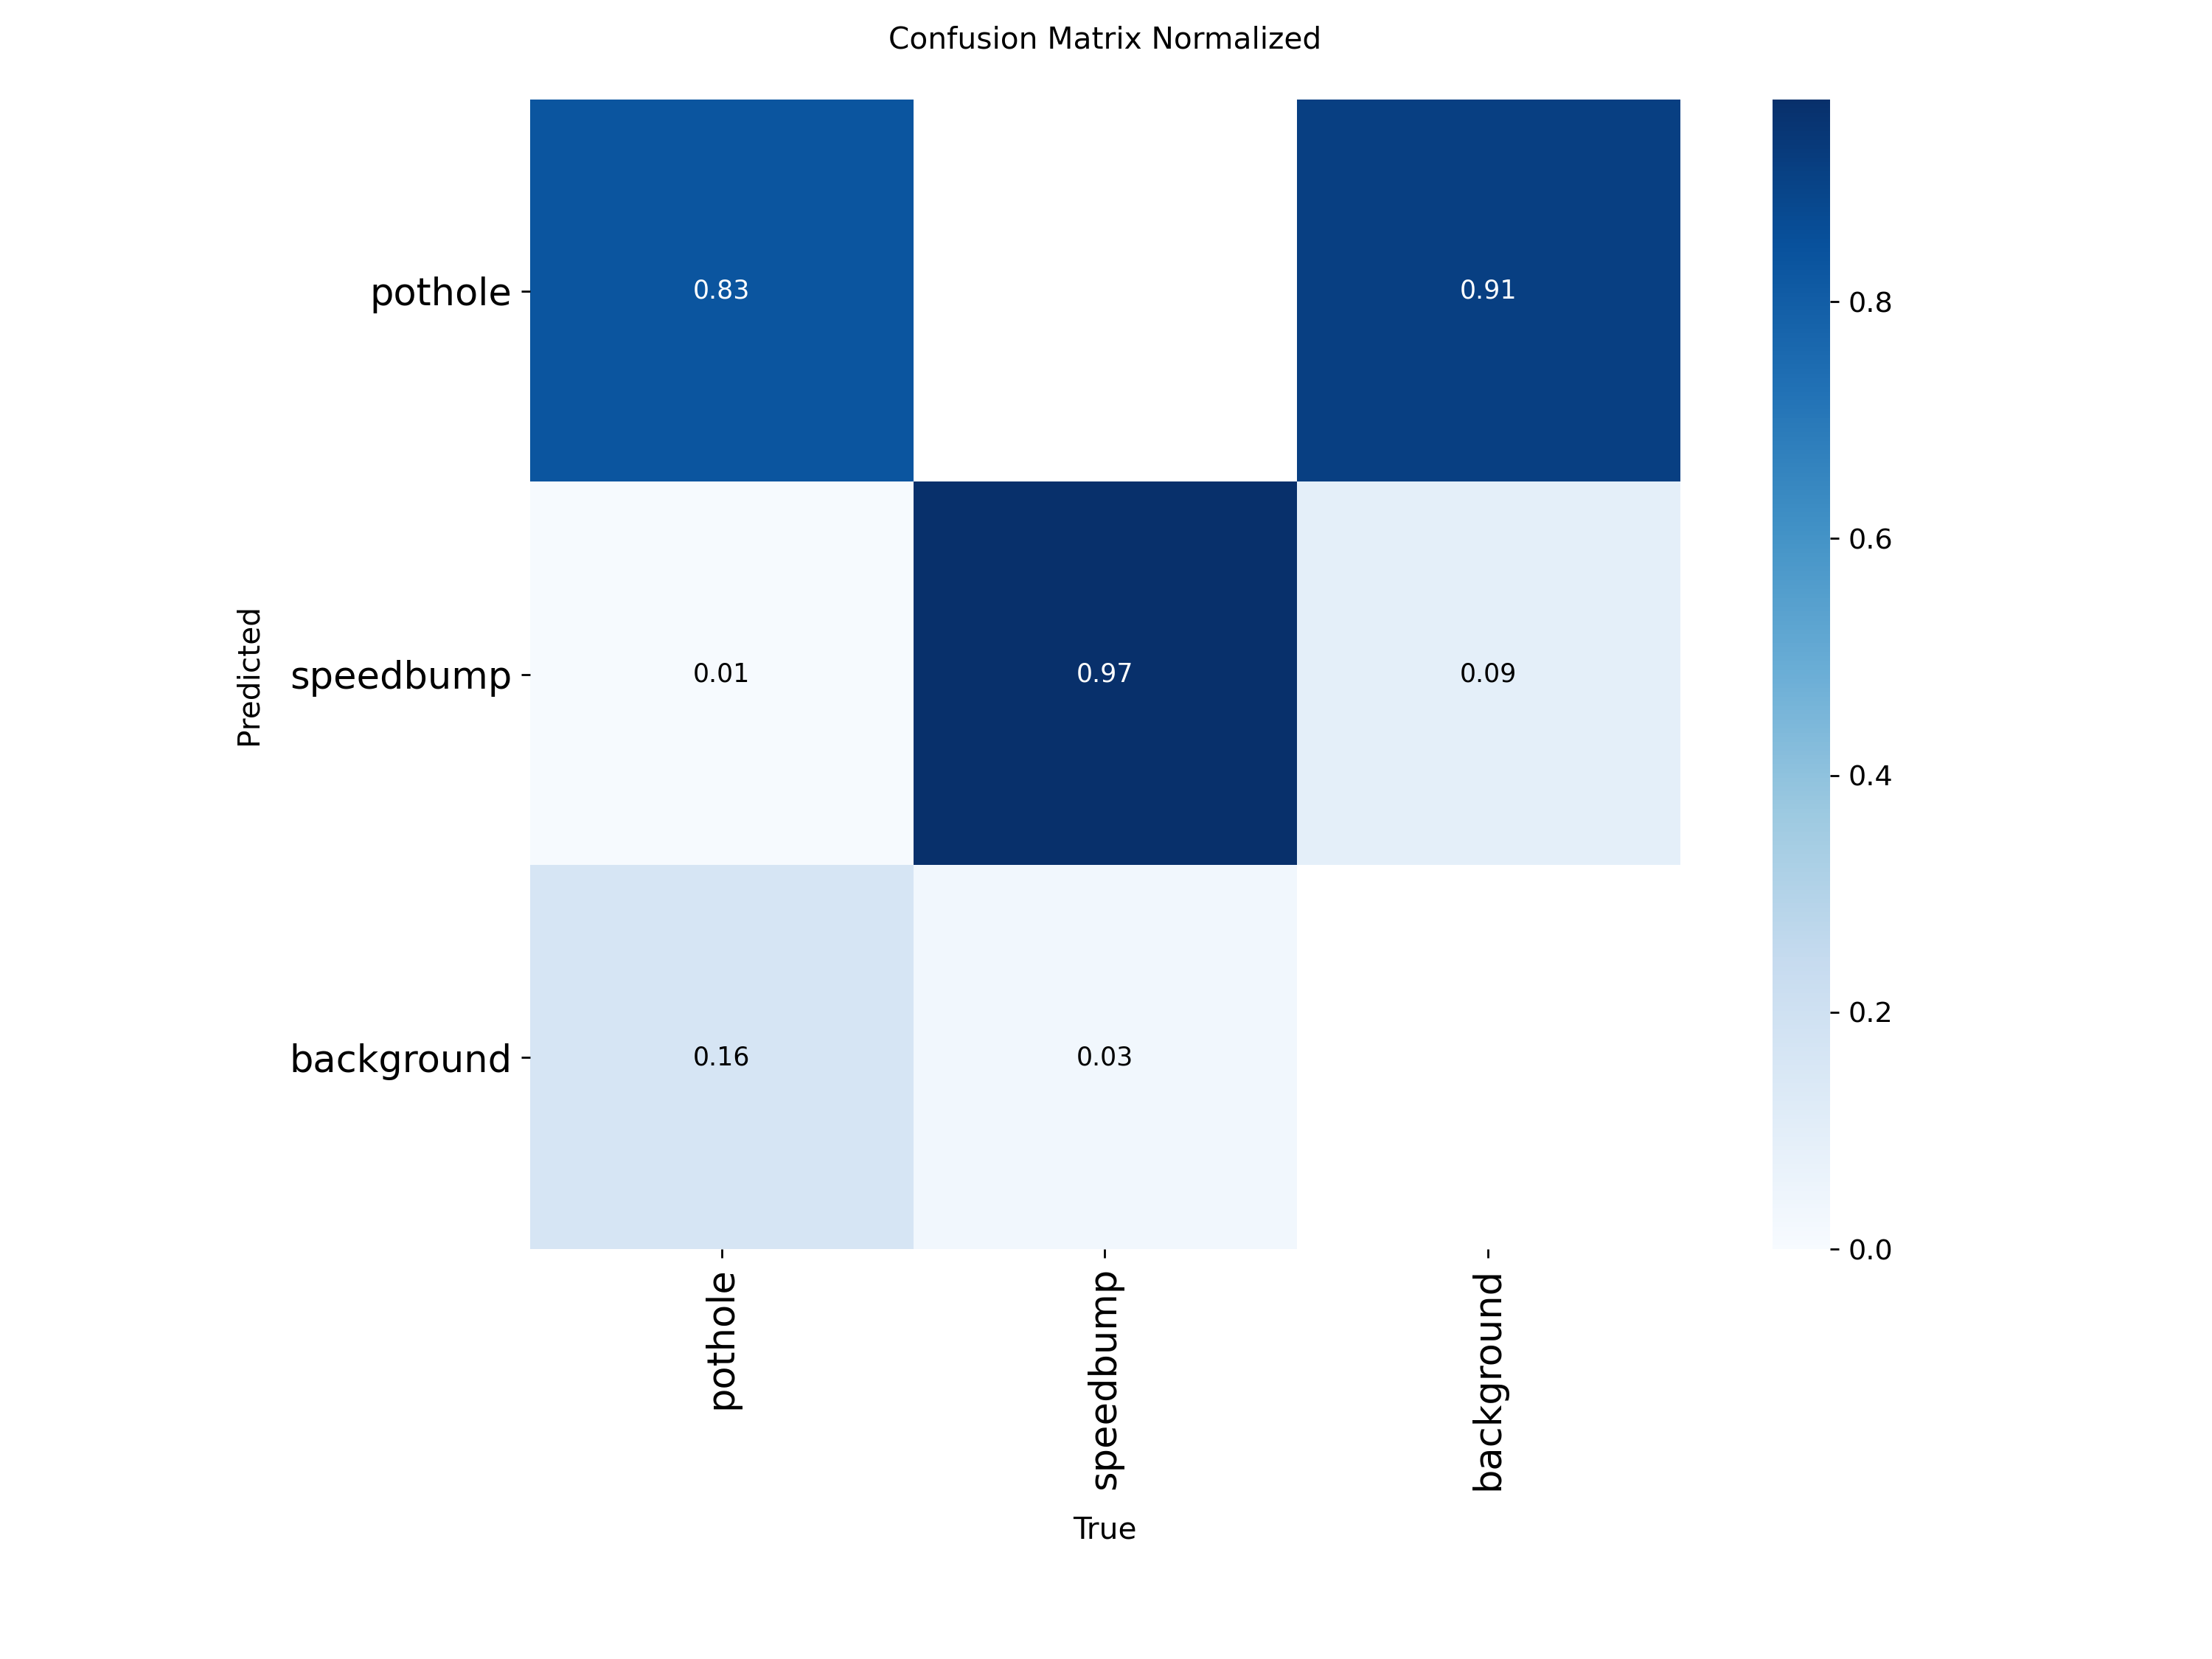 Confusion Matrix Normalized
pothole
0.83
0.91
speedbump
0.01
0.97
0.09
background
0.16
0.03
Predicted
pothole
speedbump
background
True
0.8
0.6
0.4
0.2
0.0